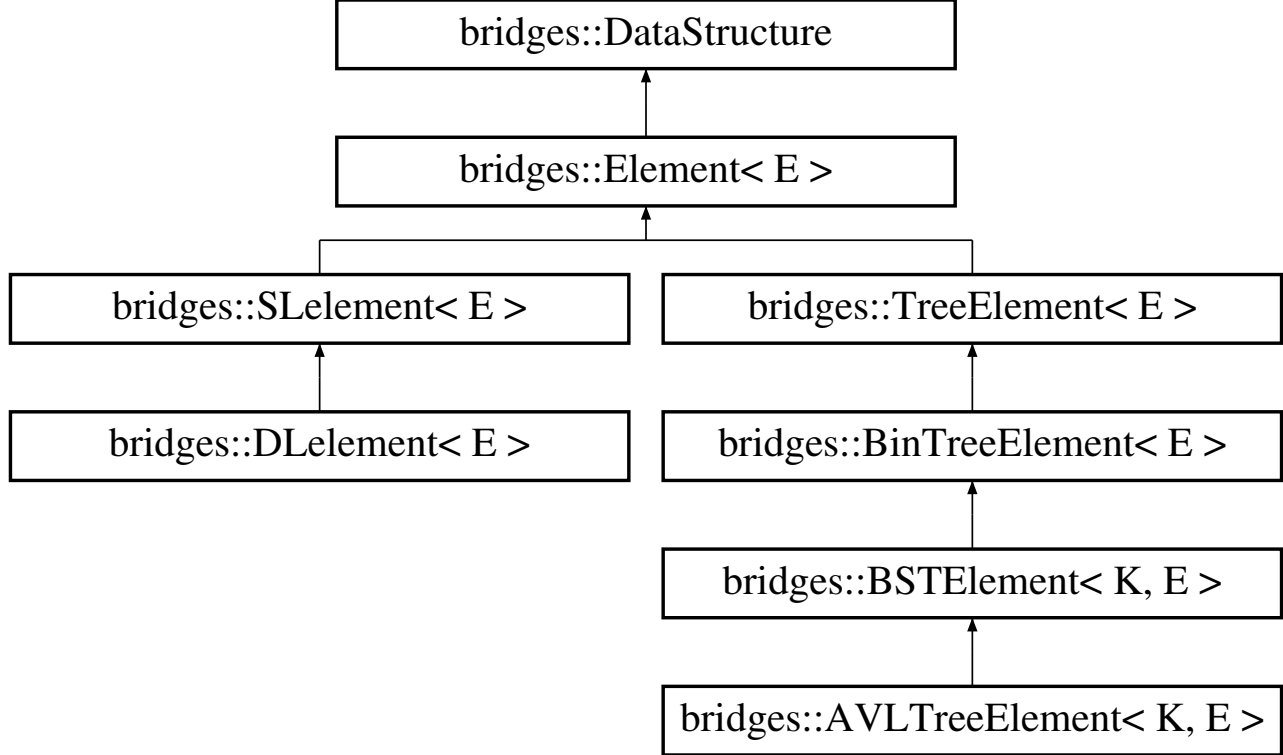 bridges::DataStructure
bridges::Element< E >
bridges::SLelement< E >
bridges::TreeElement< E >
bridges::DLelement< E >
bridges::BinTreeElement< E >
bridges::BSTElement< K, E >
bridges::AVLTreeElement< K, E >